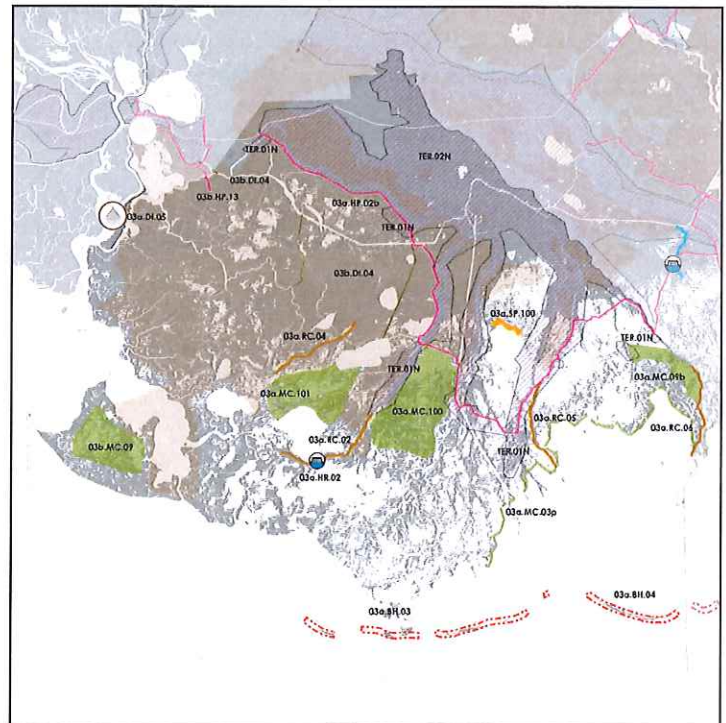 TER.01N
TER.02N
03b.DI.04
03b.HP.13
03a.HP.02b
03a.DI.05
TER.01N
03b.DI.04
03a.SP.100
03a.RC.04
TER.01N
TER.01N
03a.MC.09b
03a.MC.101
03a.MC.100
03a.RC.05
03a.RC.06
03b.MC.09
03a.RC.02
TER.01N
03a.HR.02
03a.MC.03p
03a.BH.04
03a.BH.03